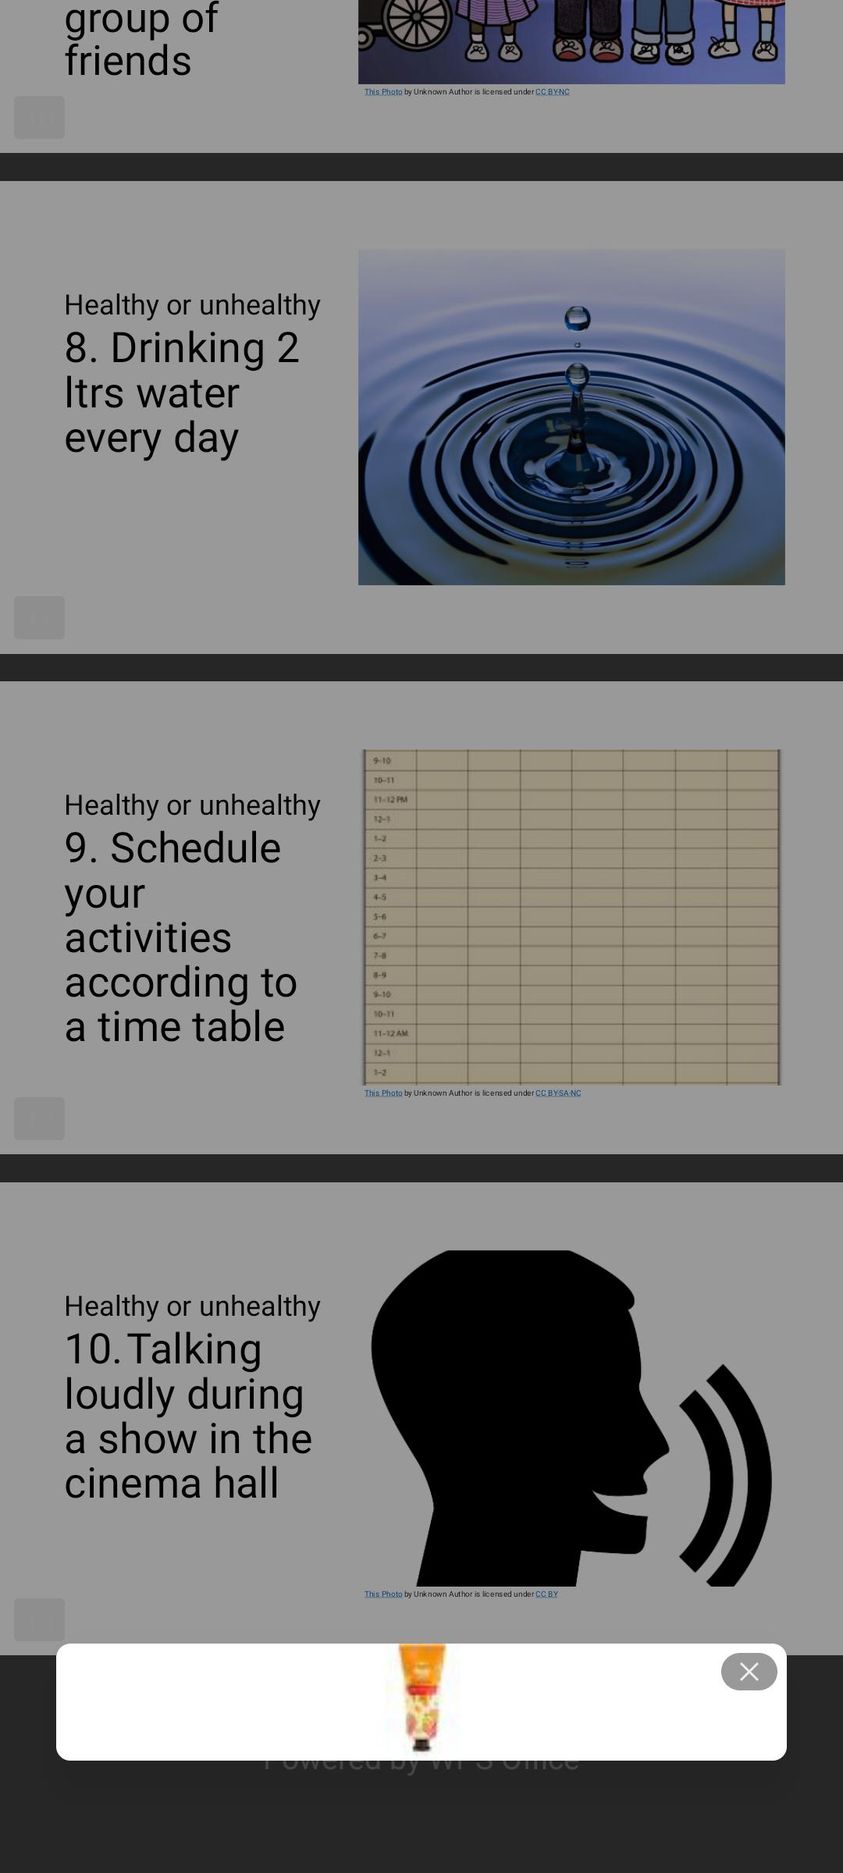 group of
friends
This Photo by Unknown Author is licensed under CC BY-NC
Healthy or unhealthy
8. Drinking 2
ltrs water
every day
Healthy or unhealthy
9. Schedule
your
activities
according to
a time table
9-10
10-11
11-12 PM
12-1
1-2
2-3
3-4
4-5
5-6
6-7
7-8
8-9
9-10
10-11
11-12 AM
12-1
1-2
This Photo by Unknown Author is licensed under CC BY-SA-NC
Healthy or unhealthy
10. Talking
loudly during
a show in the
cinema hall
This Photo by Unknown Author is licensed under CC BY
Powered by WPS Office